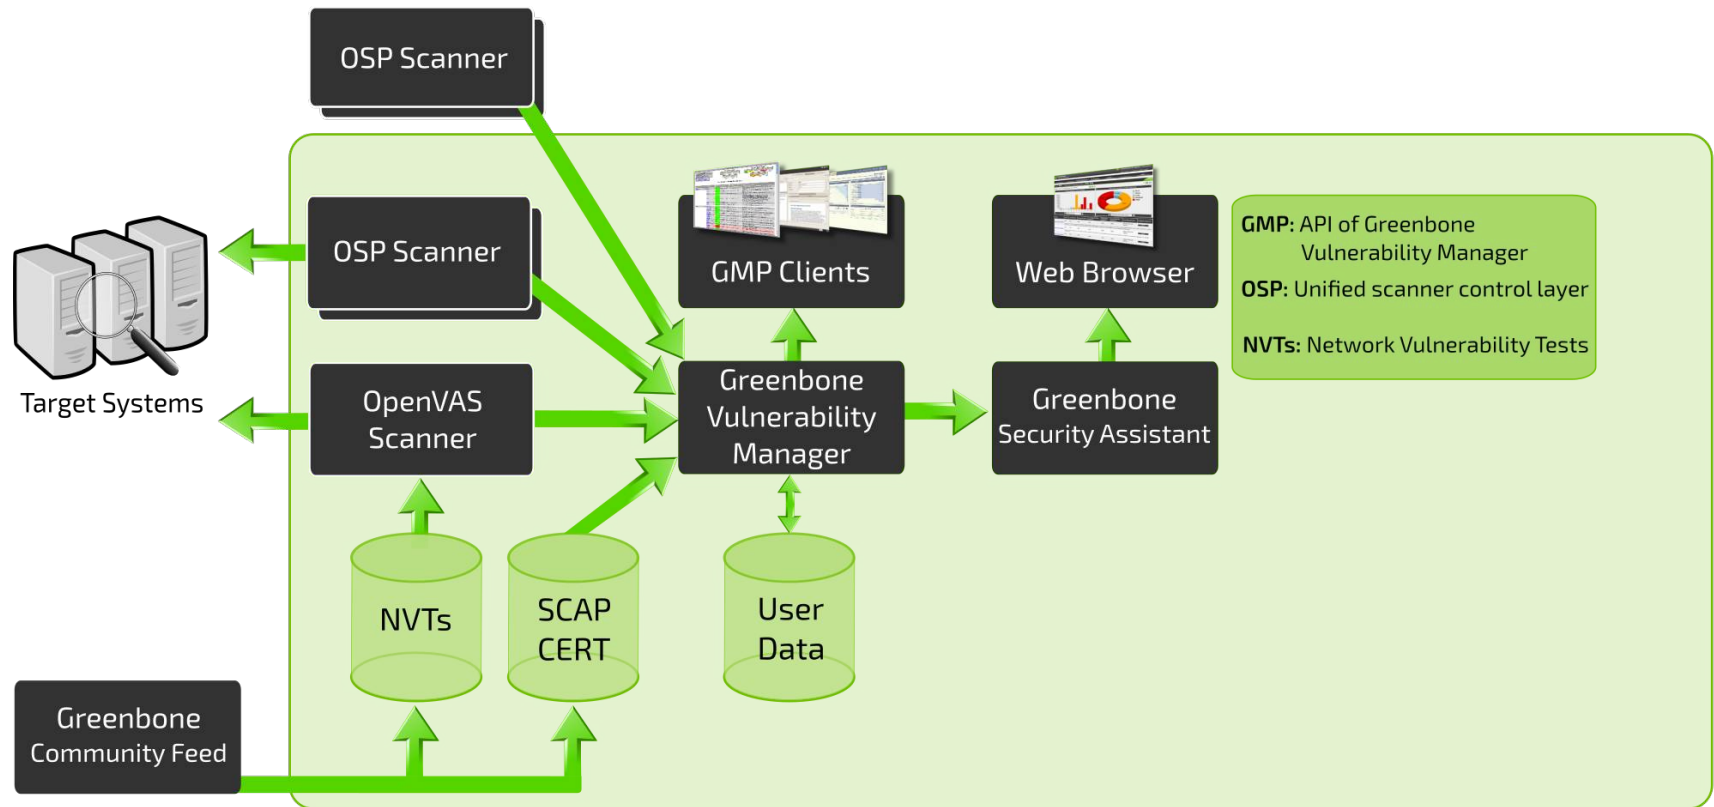 OSP Scanner
OSP Scanner
GMP Clients
Web Browser
GMP: API of Greenbone
Vulnerability Manager
OSP: Unified scanner control layer
NVTs: Network Vulnerability Tests
Target Systems
OpenVAS
Scanner
Greenbone
Vulnerability
Manager
Greenbone
Security Assistant
NVTs
SCAP
CERT
User
Data
Greenbone
Community Feed